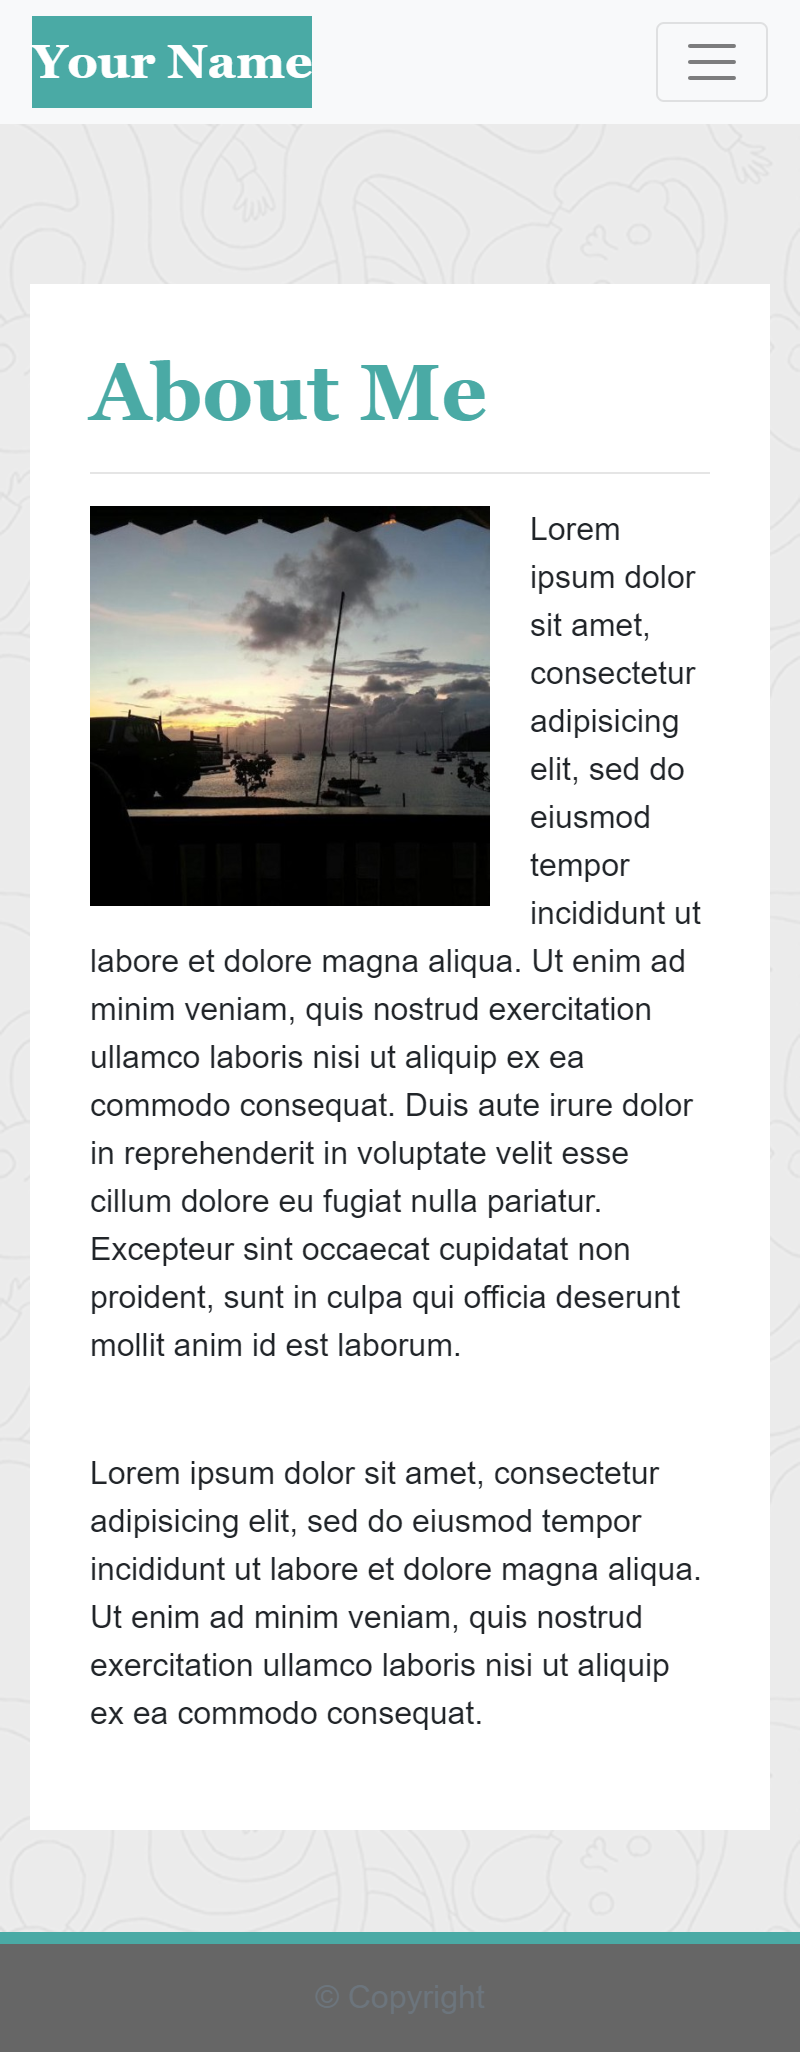 Your Name
About Me
Lorem
ipsum dolor
sit amet,
consectetur
adipisicing
elit, sed do
eiusmod
tempor
incididunt ut
labore et dolore magna aliqua. Ut enim ad
minim veniam, quis nostrud exercitation
ullamco laboris nisi ut aliquip ex ea
commodo consequat. Duis aute irure dolor
in reprehenderit in voluptate velit esse
cillum dolore eu fugiat nulla pariatur.
Excepteur sint occaecat cupidatat non
proident, sunt in culpa qui officia deserunt
mollit anim id est laborum.
Lorem ipsum dolor sit amet, consectetur
adipisicing elit, sed do eiusmod tempor
incididunt ut labore et dolore magna aliqua.
Ut enim ad minim veniam, quis nostrud
exercitation ullamco laboris nisi ut aliquip
ex ea commodo consequat.
© Copyright